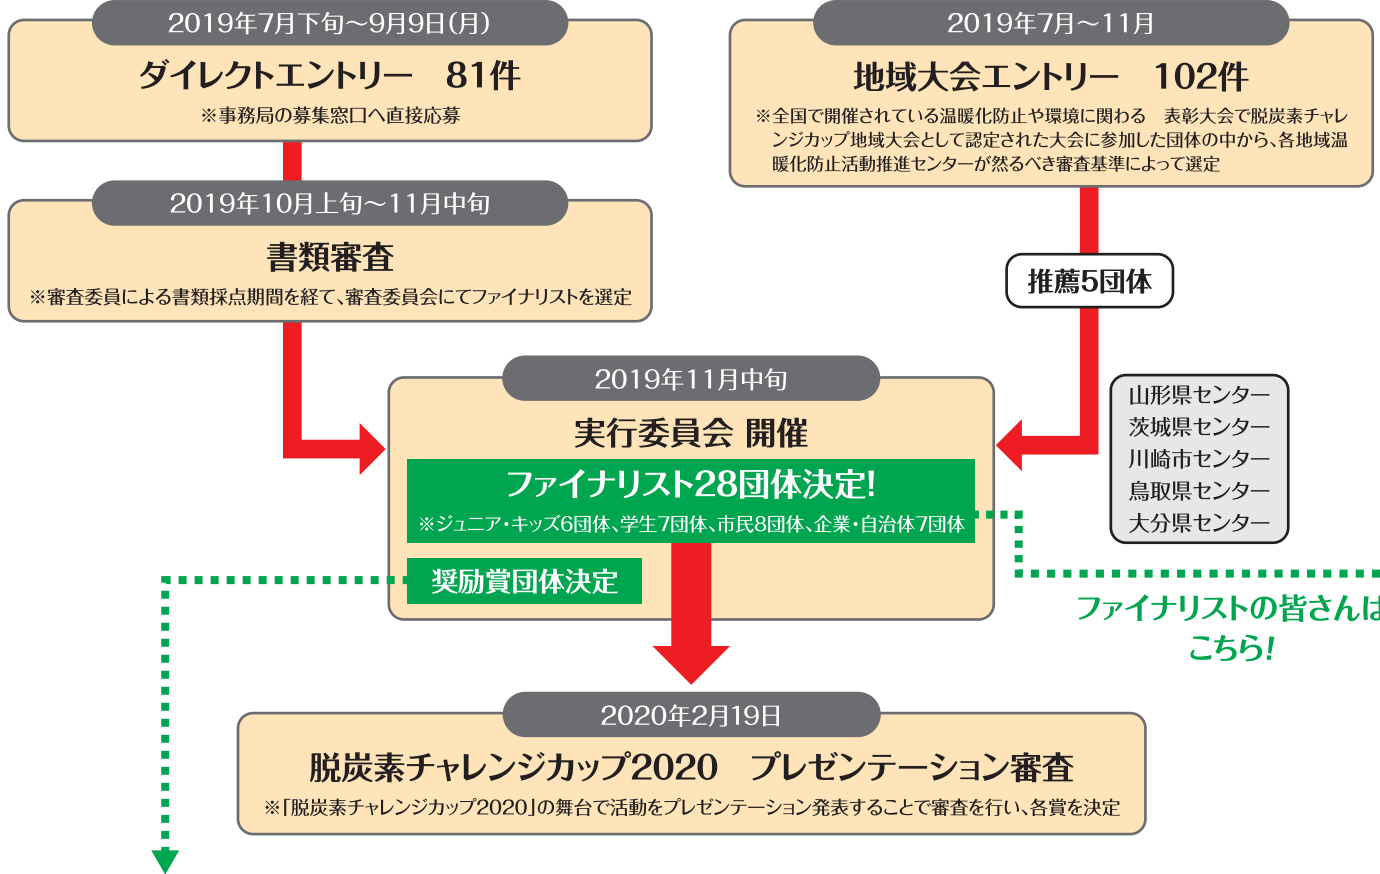 2019年7月下旬～9月9日(月)
ダイレクトエントリー　81件
※事務局の募集窓口へ直接応募
2019年7月～11月
地域大会エントリー　102件
※全国で開催されている温暖化防止や環境に関わる　表彰大会で脱炭素チャレ
ンジカップ地域大会として認定された大会に参加した団体の中から、各地域温
暖化防止活動推進センターが然るべき審査基準によって選定
2019年10月上旬～11月中旬
書類審査
※審査委員による書類採点期間を経て、審査委員会にてファイナリストを選定
推薦5団体
山形県センター
茨城県センター
川崎市センター
鳥取県センター
大分県センター
2019年11月中旬
実行委員会 開催
ファイナリスト28団体決定!
※ジュニア・キッズ6団体、学生7団体、市民8団体、企業・自治体7団体
奨励賞団体決定
ファイナリストの皆さんは
こちら!
2020年2月19日
脱炭素チャレンジカップ2020　プレゼンテーション審査
※「脱炭素チャレンジカップ2020」の舞台で活動をプレゼンテーション発表することで審査を行い、各賞を決定